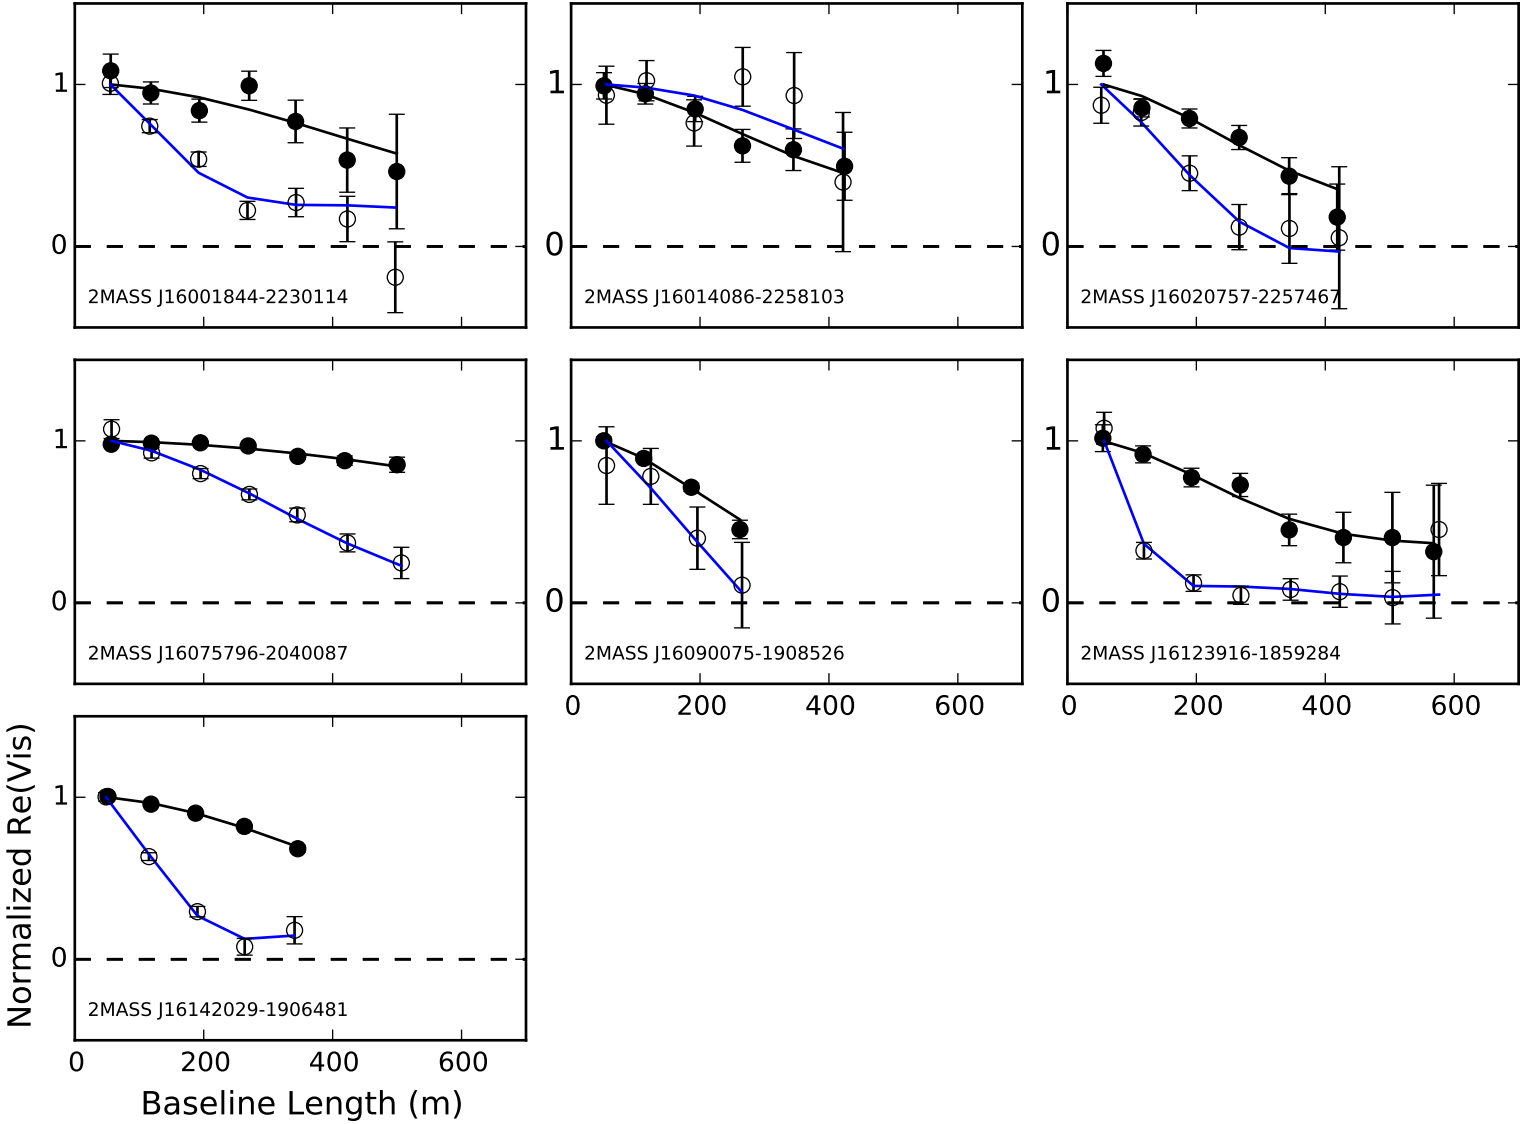 1
1
1
0
0
0
2MASS J16001844-2230114
2MASS J16014086-2258103
2MASS J16020757-2257467
1
1
1
0
0
0
2MASS J16075796-2040087
2MASS J16090075-1908526
2MASS J16123916-1859284
0 200 400 600
0 200 400 600
1
0
2MASS J16142029-1906481
0 200 400 600
Normalized Re(Vis)
Baseline Length (m)